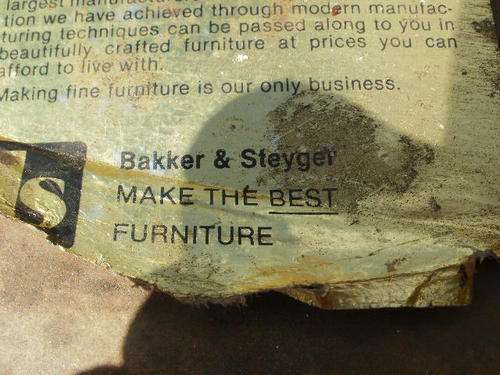 largest
tion we have achieved through modern manufac-
turing techniques can be passed along to you in
beautifully crafted furniture at prices you can
afford to live with.
Making fine furniture is our only business.
S
Bakker & Steyger
MAKE THE BEST
FURNITURE